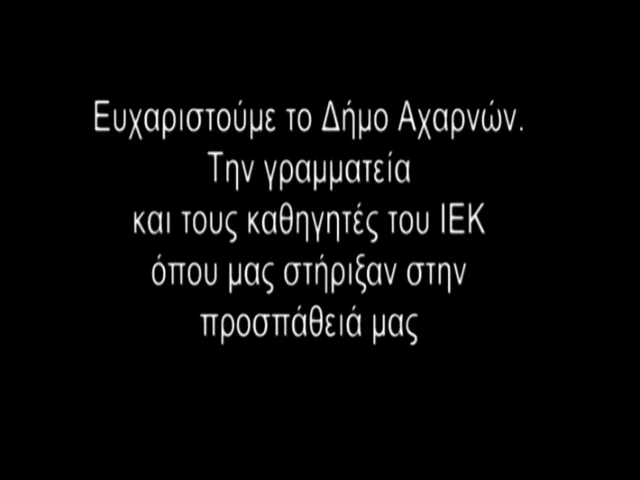 Ευχαριστούμε το Δήμο Αχαρνών.
Την γραμματεία
και τους καθηγητές του ΙΕΚ
όπου μας στήριξαν στην
προσπάθειά μας